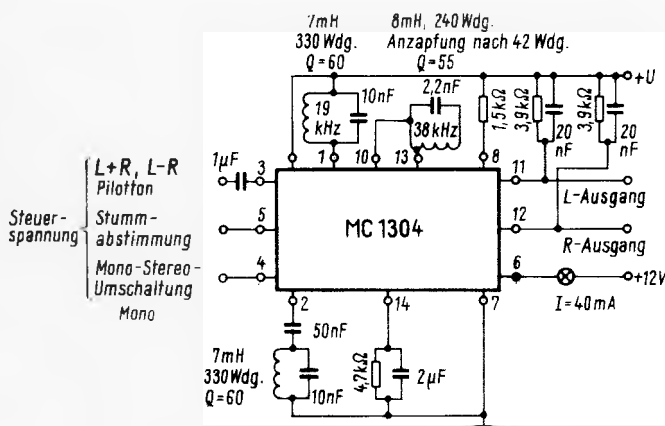 7mH
330 Wdg.
Q=60
8mH, 240 Wdg.
Anzapfung nach 42 Wdg.
Q=55
+U
19
kHz
10nF
2,2nF
38kHz
1,5kΩ
3,9kΩ
20
nF
3,9kΩ
20
nF
1μF
3
1
10
13
8
11
L-Ausgang
12
R-Ausgang
6
+12V
I=40mA
Steuer-
spannung
L+R, L-R
Pilotton
Stumm-
abstimmung
Mono-Stereo-
Umschaltung
Mono
5
4
MC 1304
2
14
7
50nF
7mH
330 Wdg.
Q=60
10nF
4,7kΩ
2μF